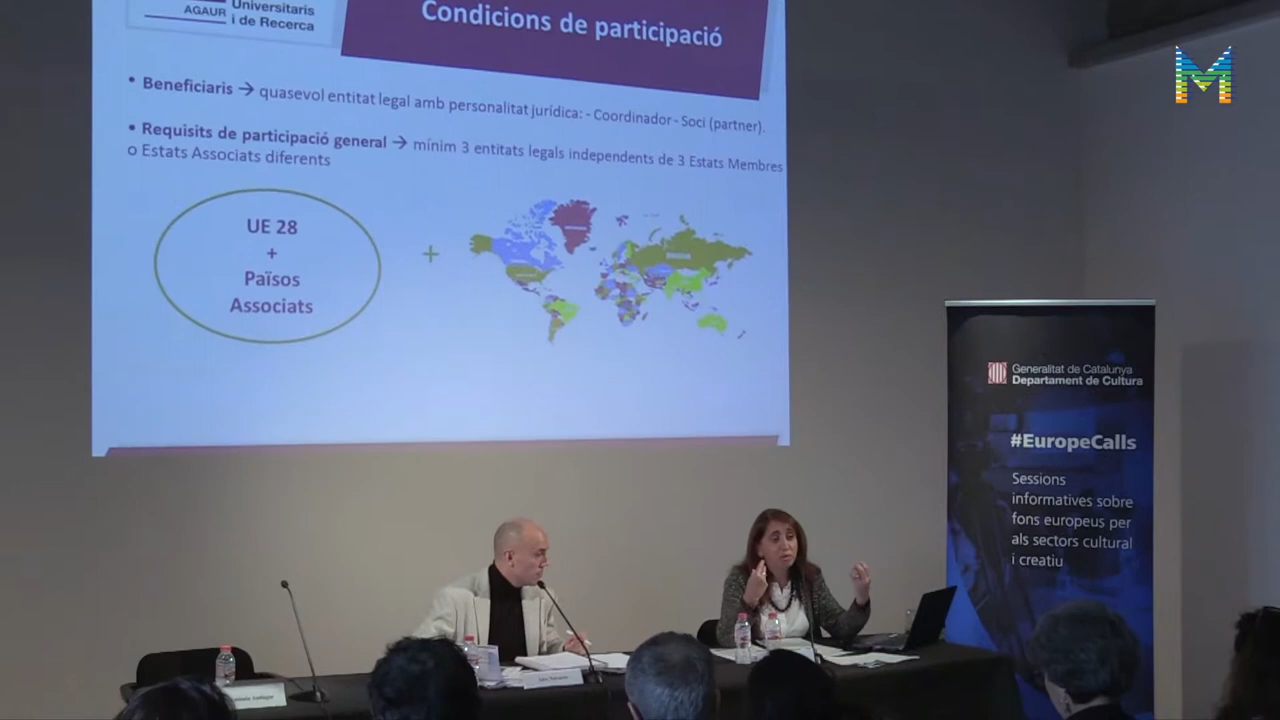 AGAUR
Universitaris
i de Recerca
Condicions de participació
• Beneficiaris → quasevol entitat legal amb personalitat jurídica: - Coordinador - Soci (partner).
• Requisits de participació general → mínim 3 entitats legals independents de 3 Estats Membres
o Estats Associats diferents
UE 28
+
Països
Associats
+
M
Generalitat de Catalunya
Departament de Cultura
#EuropeCalls
Sessions
informatives sobre
fons europeus per
als sectors cultural
i creatiu